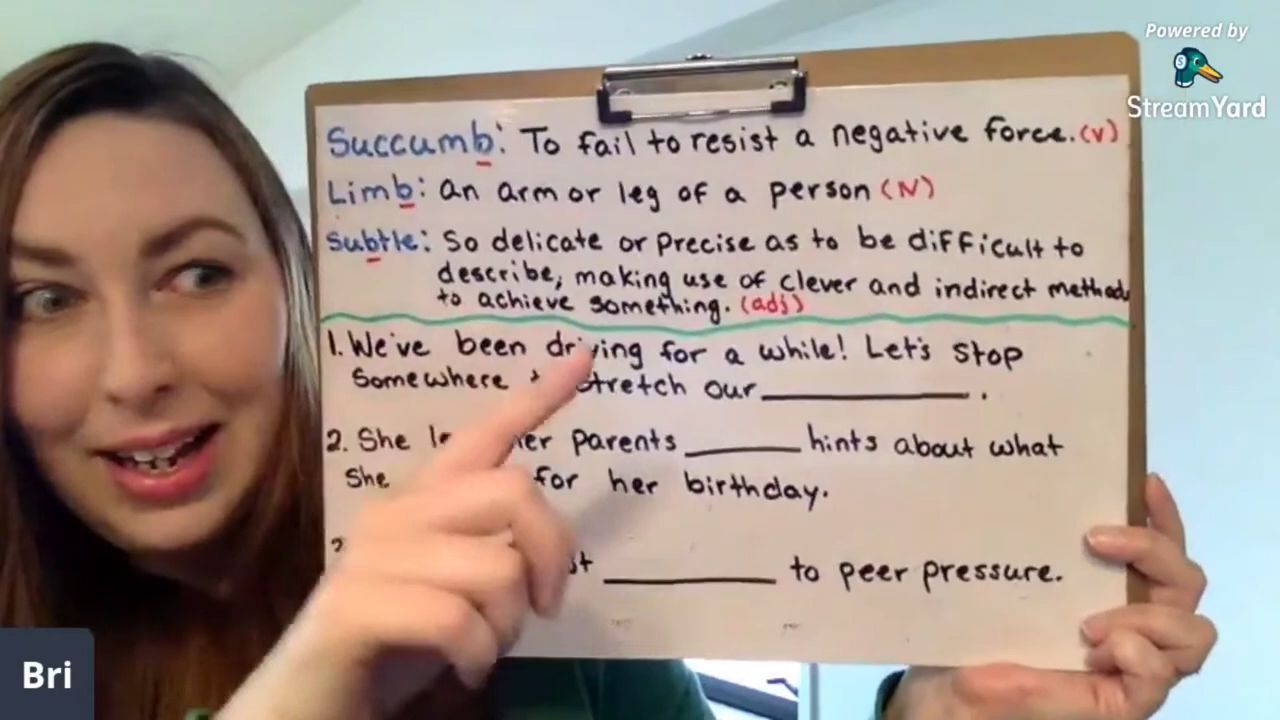 Powered by
StreamYard
Succumb: To fail to resist a negative force. (v)
Limb: an arm or leg of a person (N)
Subtle: So delicate or precise as to be difficult to
describe, making use of clever and indirect methods
to achieve something. (adj)
1. We've been driving for a while! Let's stop
Somewhere stretch our ________.
2. She parents ____ hints about what
She for her birthday.
________ to peer pressure.
Bri